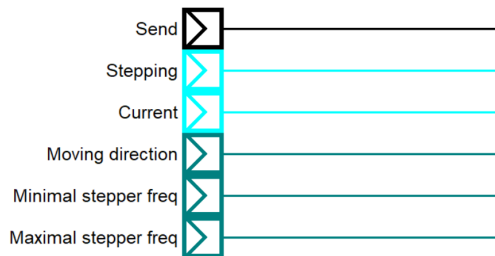 Send
Stepping
Current
Moving direction
Minimal stepper freq
Maximal stepper freq